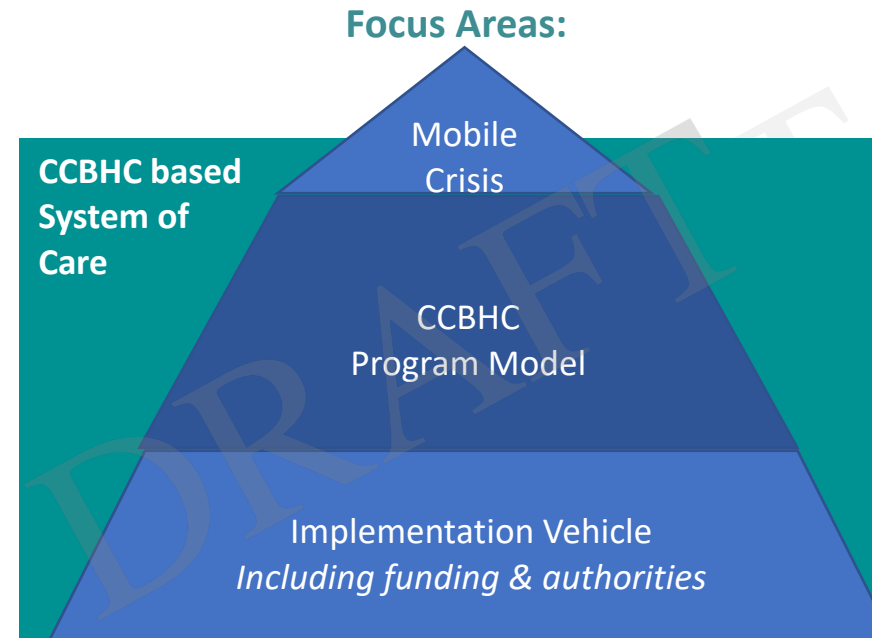 Focus Areas:
Mobile
Crisis
CCBHC based
System of
Care
CCBHC
Program Model
Implementation Vehicle
Including funding & authorities
DRAFT